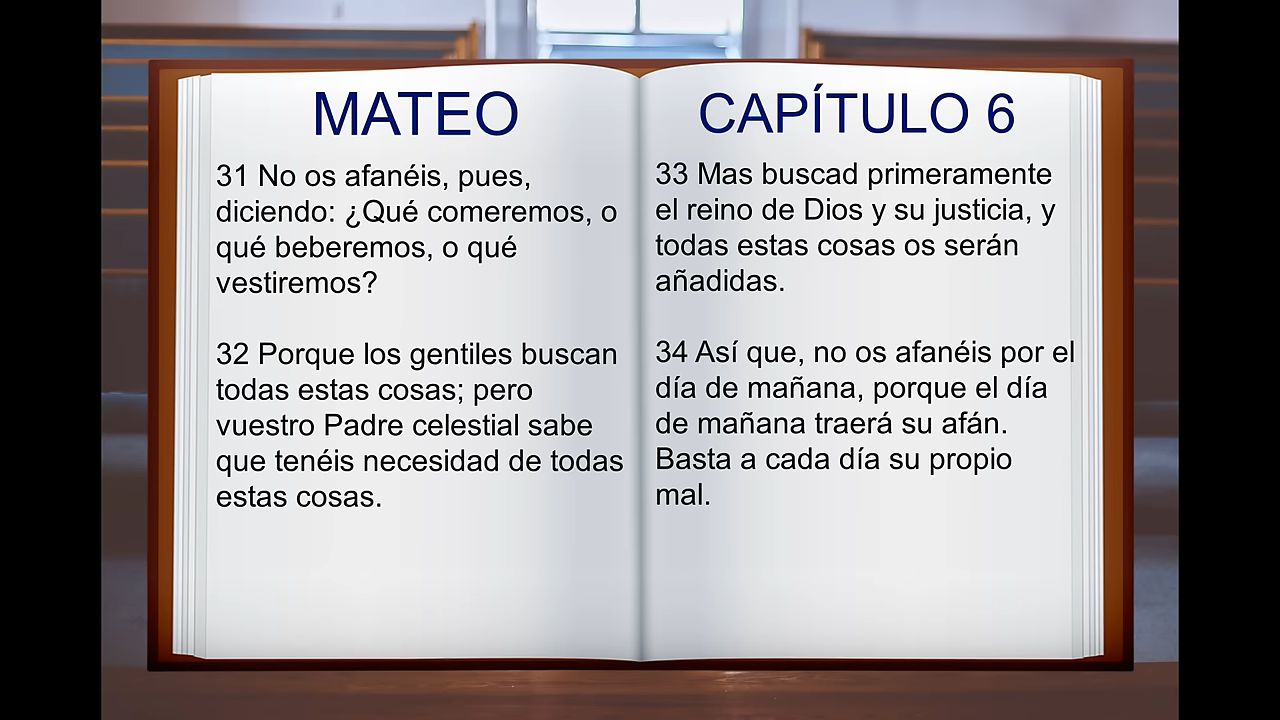 MATEO
31 No os afanéis, pues,
diciendo: ¿Qué comeremos, o
qué beberemos, o qué
vestiremos?
32 Porque los gentiles buscan
todas estas cosas; pero
vuestro Padre celestial sabe
que tenéis necesidad de todas
estas cosas.
CAPÍTULO 6
33 Mas buscad primeramente
el reino de Dios y su justicia, y
todas estas cosas os serán
añadidas.
34 Así que, no os afanéis por el
día de mañana, porque el día
de mañana traerá su afán.
Basta a cada día su propio
mal.